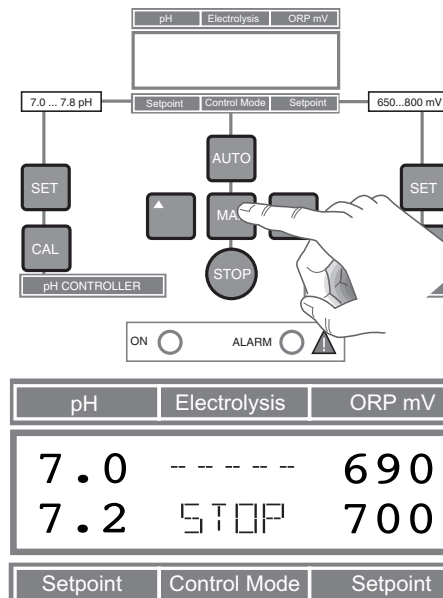 pH Electrolysis ORP mV
7.0 ... 7.8 pH Setpoint Control Mode Setpoint 650...800 mV
AUTO
SET MA SET
CAL
STOP
pH CONTROLLER
ON ALARM
pH Electrolysis ORP mV
7.0 -- -- -- -- -- 690
7.2 STOP 700
Setpoint Control Mode Setpoint